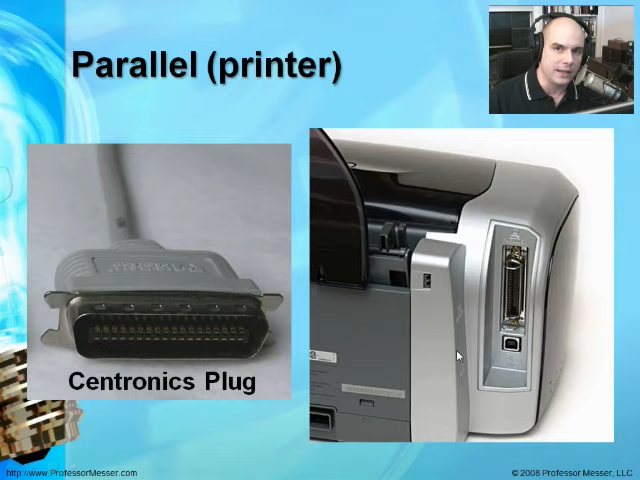 Parallel (printer)
Centronics Plug
http://www.ProfessorMesser.com
© 2008 Professor Messer, LLC